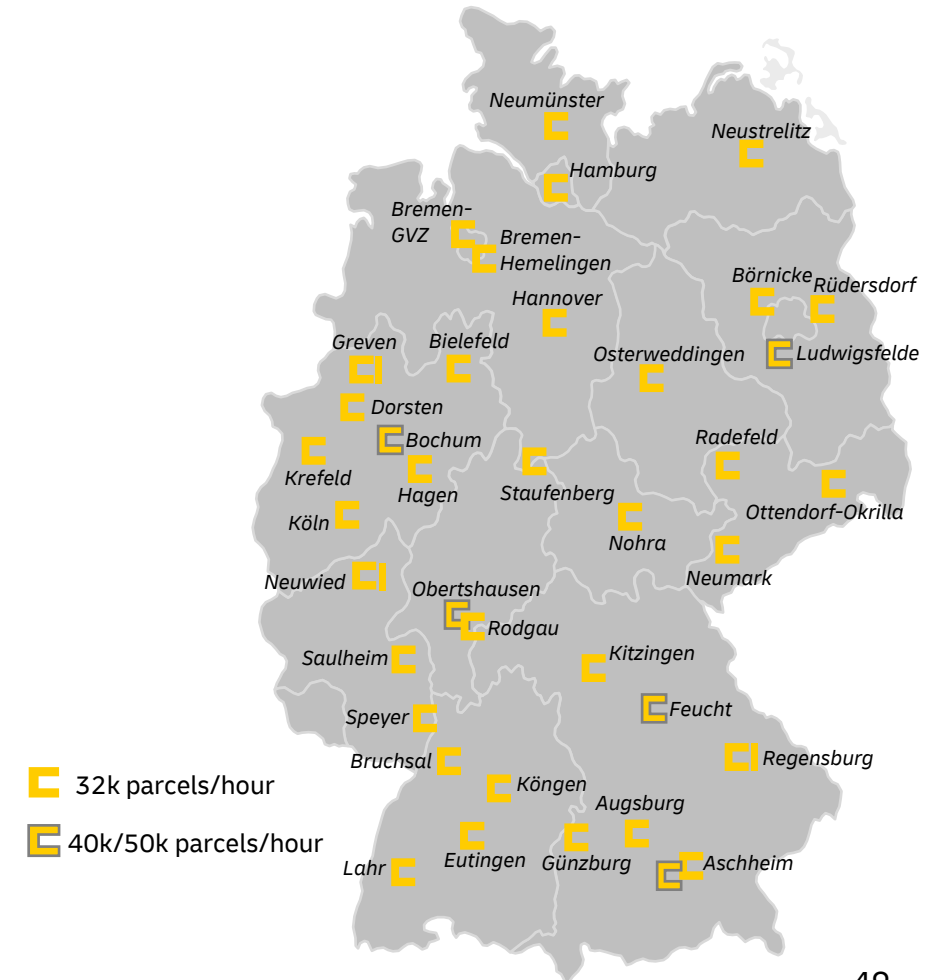 Neumünster
Neustrelitz
Hamburg
Bremen-
GVZ
Bremen-
Hemelingen
Börnicke
Rüdersdorf
Hannover
Greven
Bielefeld
Osterweddingen
Ludwigsfelde
Dorsten
Bochum
Radefeld
Krefeld
Hagen
Staufenberg
Ottendorf-Okrilla
Köln
Nohra
Neumark
Neuwied
Obertshausen
Rodgau
Saulheim
Kitzingen
Speyer
Feucht
Bruchsal
Regensburg
32k parcels/hour
Köngen
Augsburg
40k/50k parcels/hour
Lahr
Eutingen
Günzburg
Aschheim